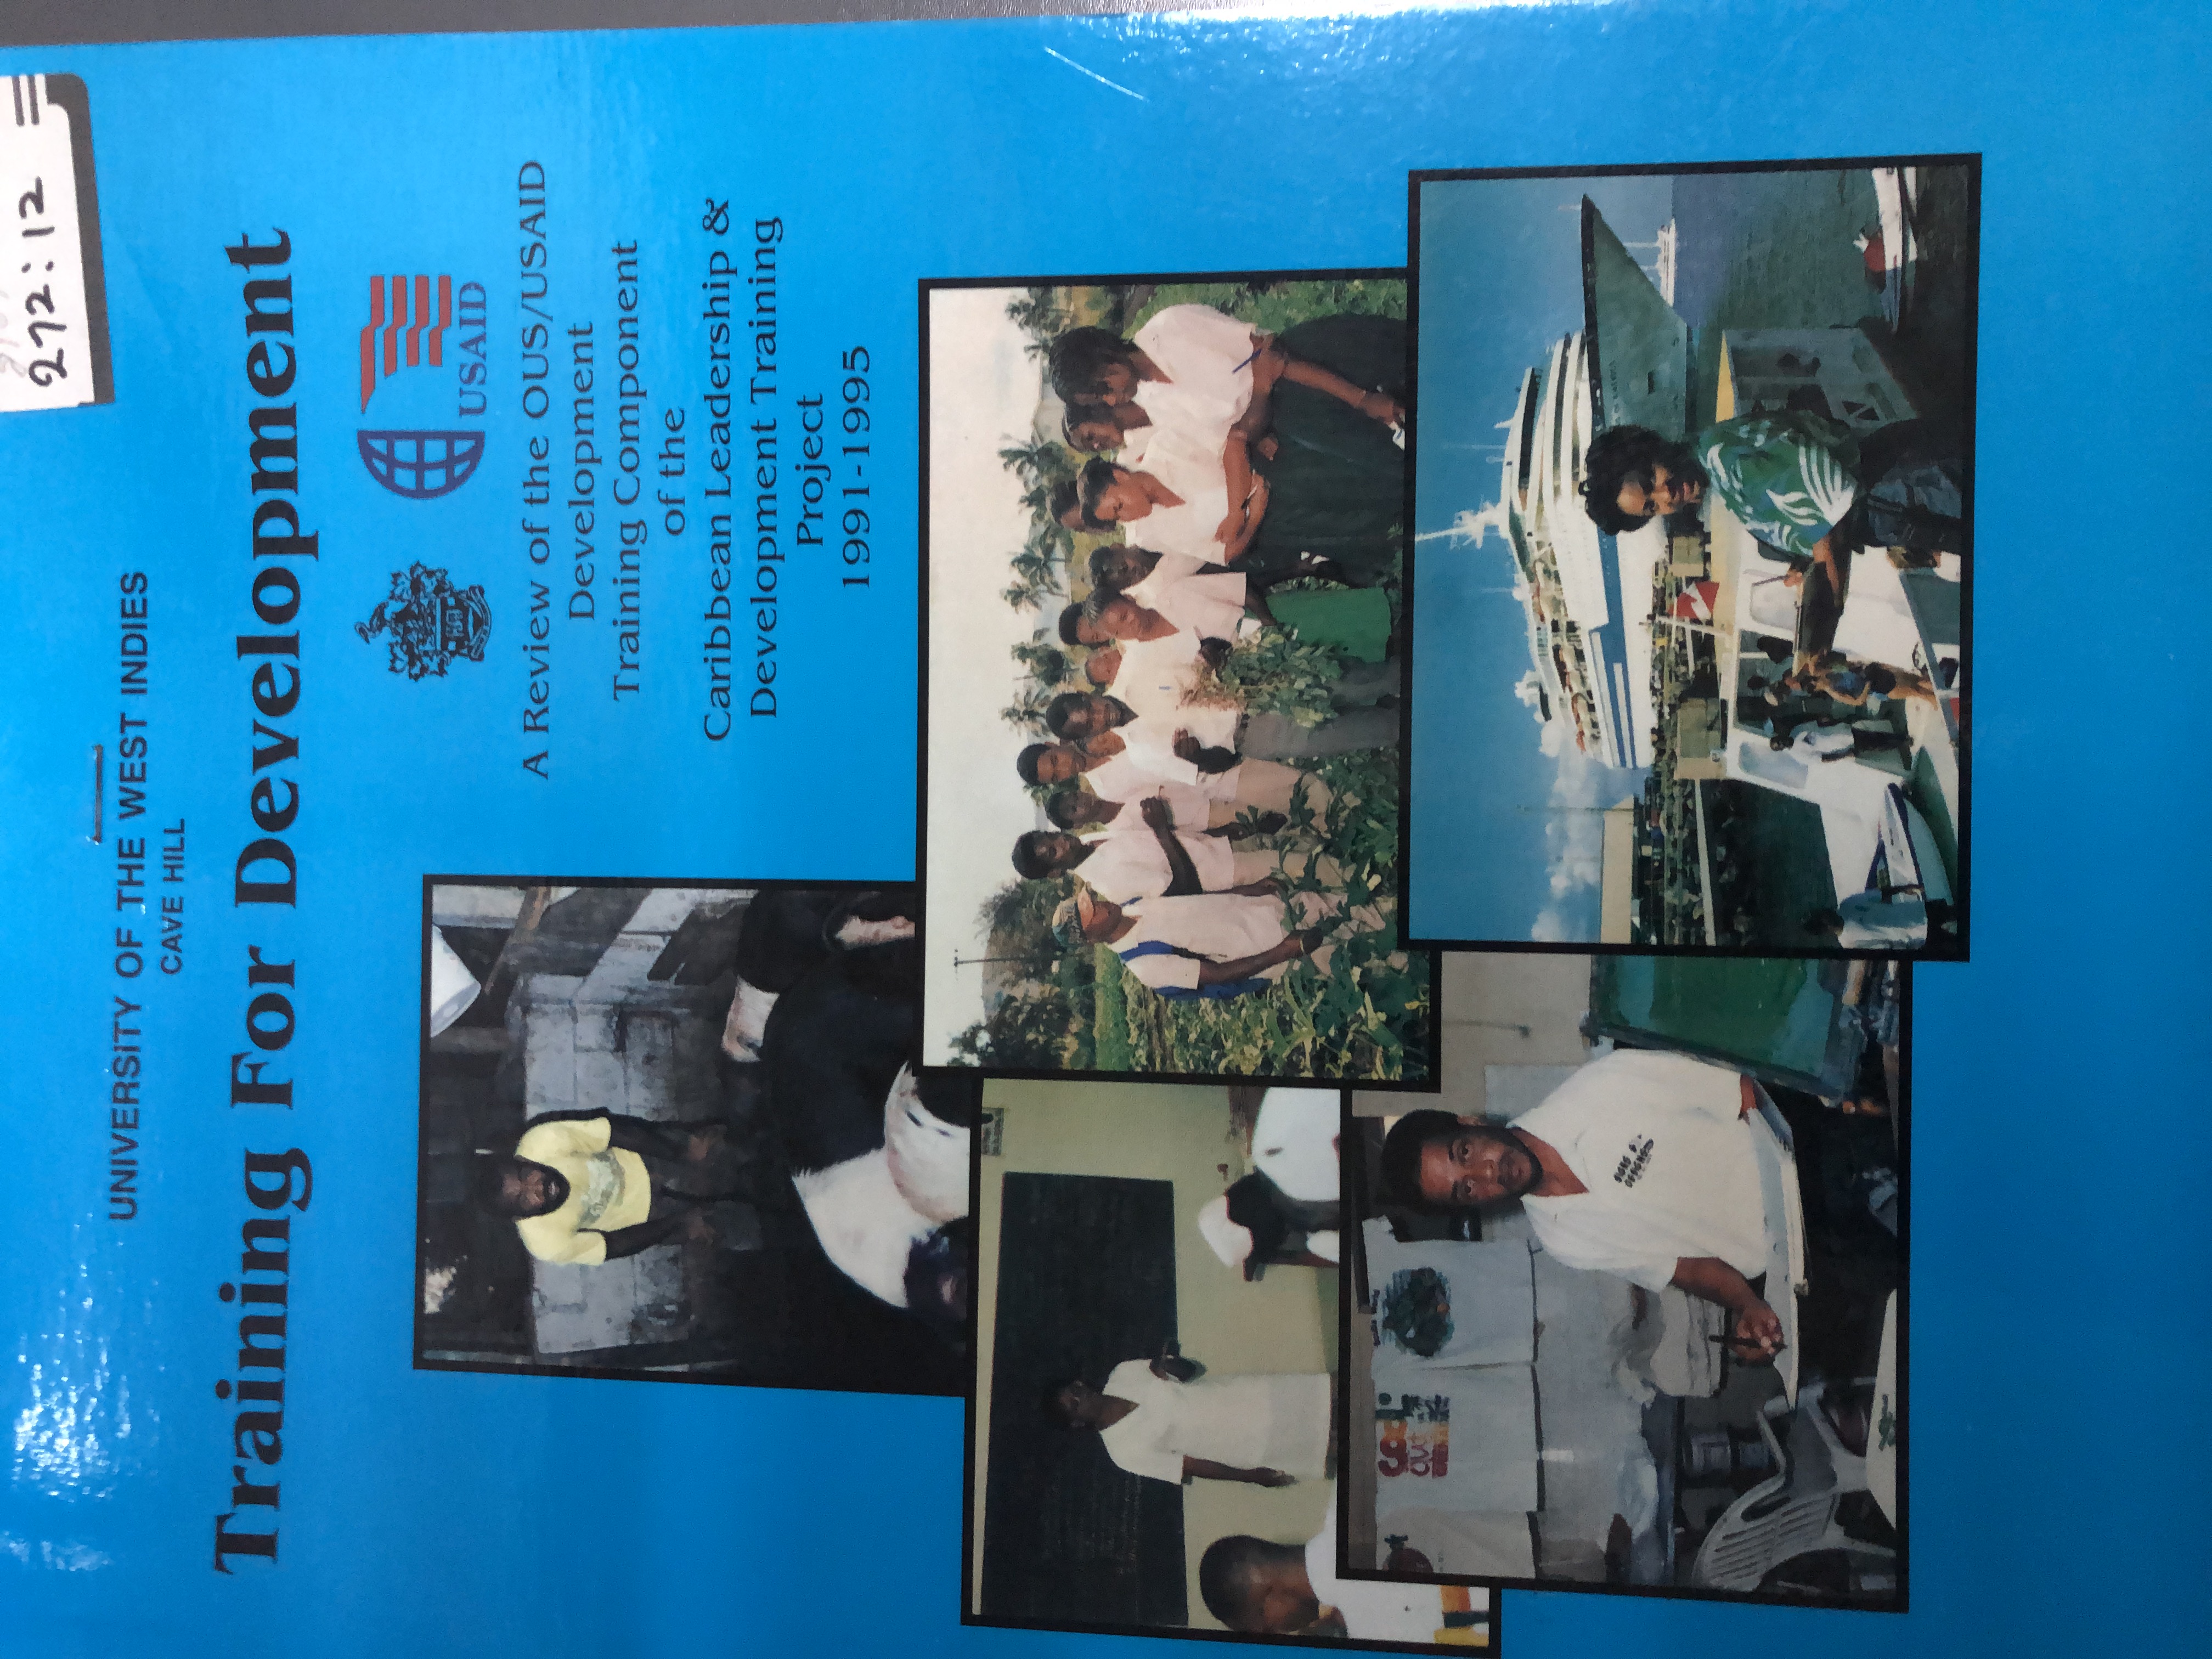 272:12
UNIVERSITY OF THE WEST INDIES
CAVE HILL
Training For Development
USAID
A Review of the OUS/USAID
Development
Training Component
of the
Caribbean Leadership &
Development Training
Project
1991-1995